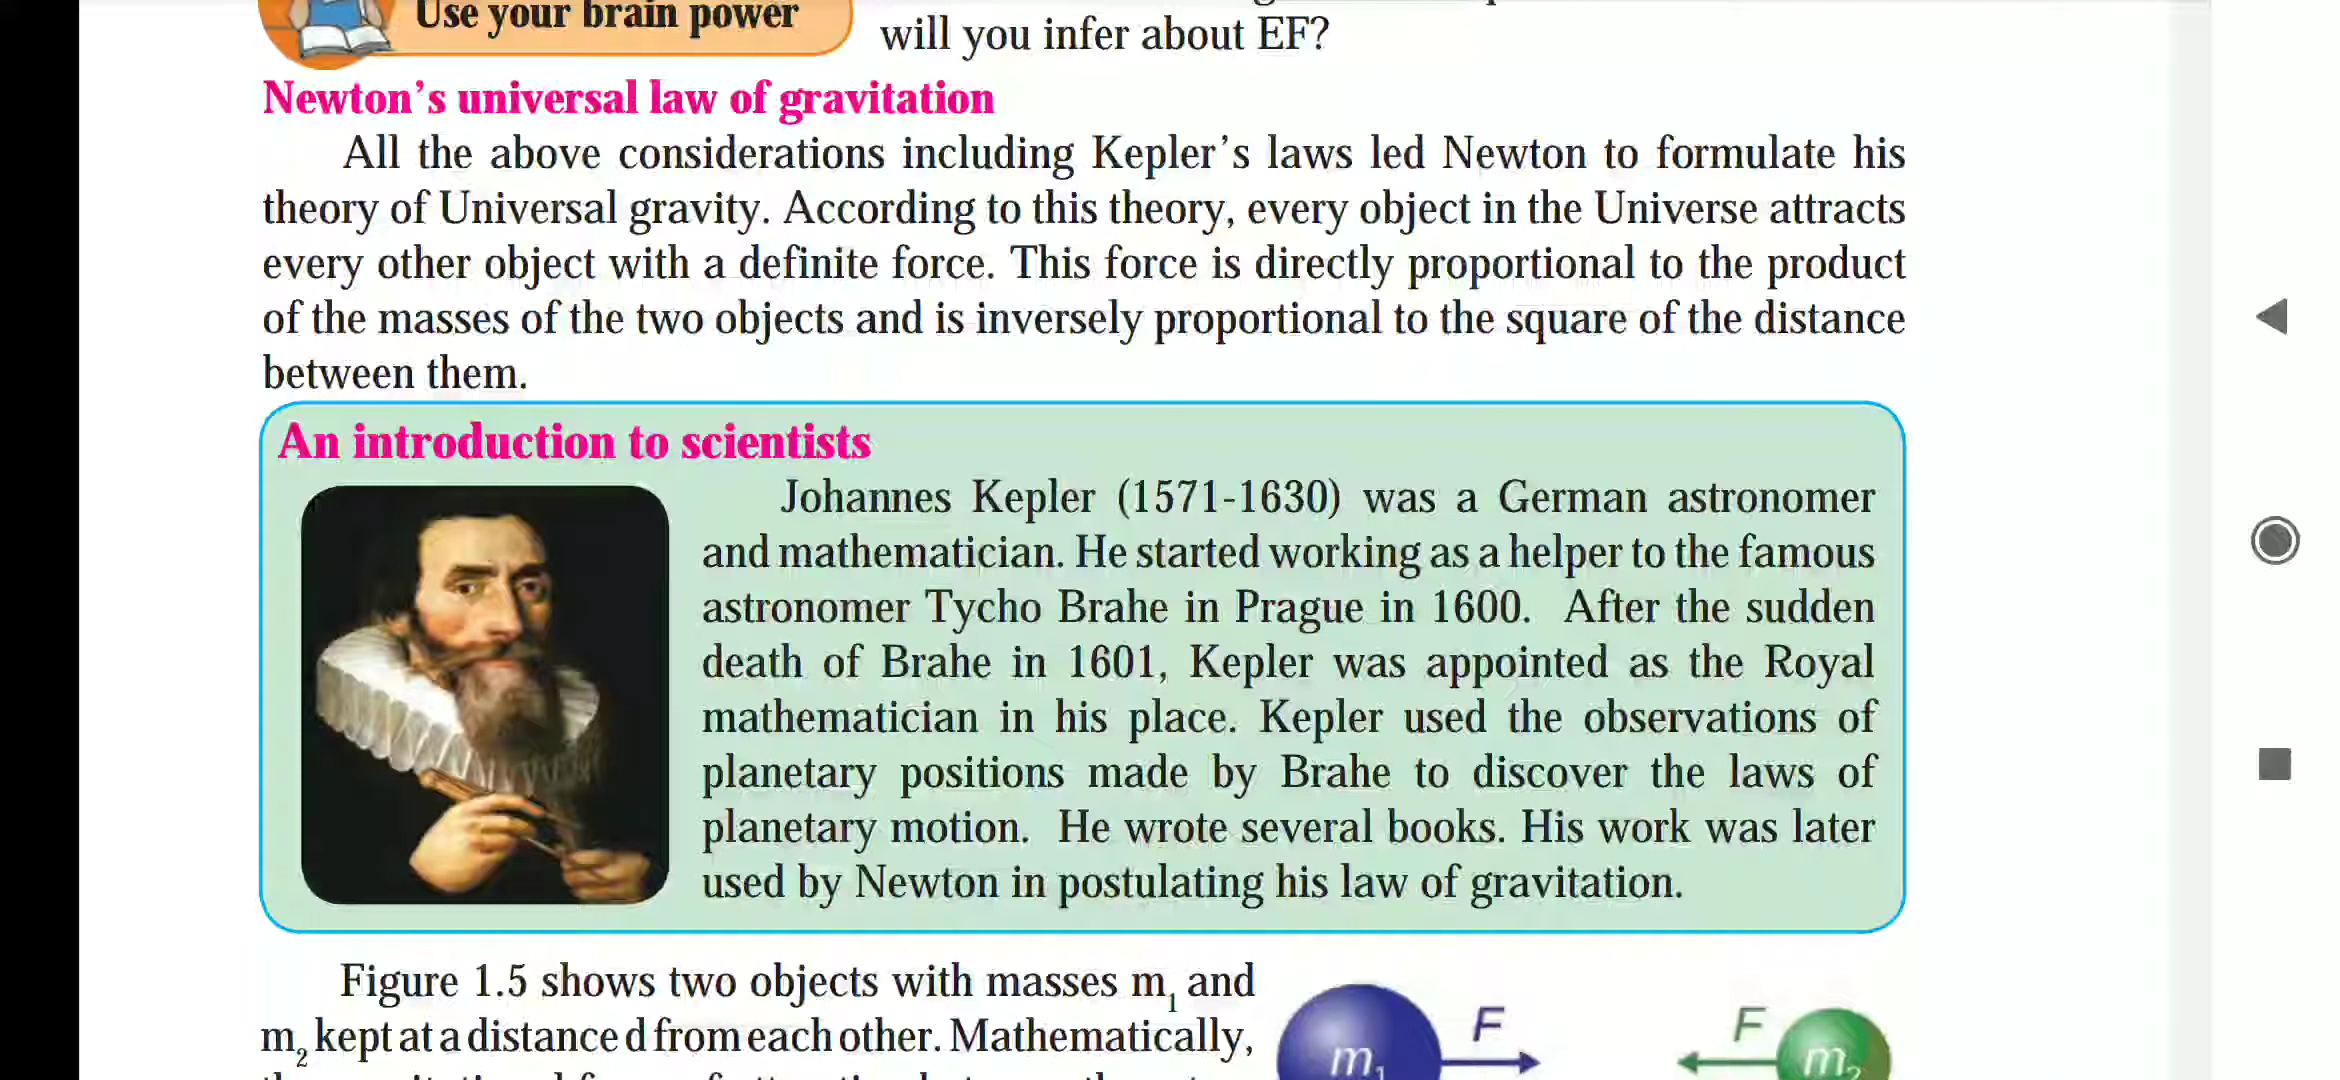 Use your brain power
will you infer about EF?
Newton's universal law of gravitation
All the above considerations including Kepler's laws led Newton to formulate his
theory of Universal gravity. According to this theory, every object in the Universe attracts
every other object with a definite force. This force is directly proportional to the product
of the masses of the two objects and is inversely proportional to the square of the distance
between them.
An introduction to scientists
Johannes Kepler (1571-1630) was a German astronomer
and mathematician. He started working as a helper to the famous
astronomer Tycho Brahe in Prague in 1600. After the sudden
death of Brahe in 1601, Kepler was appointed as the Royal
mathematician in his place. Kepler used the observations of
planetary positions made by Brahe to discover the laws of
planetary motion. He wrote several books. His work was later
used by Newton in postulating his law of gravitation.
Figure 1.5 shows two objects with masses m₁ and
m₂ kept at a distance d from each other. Mathematically,
F F
m₁ m₂